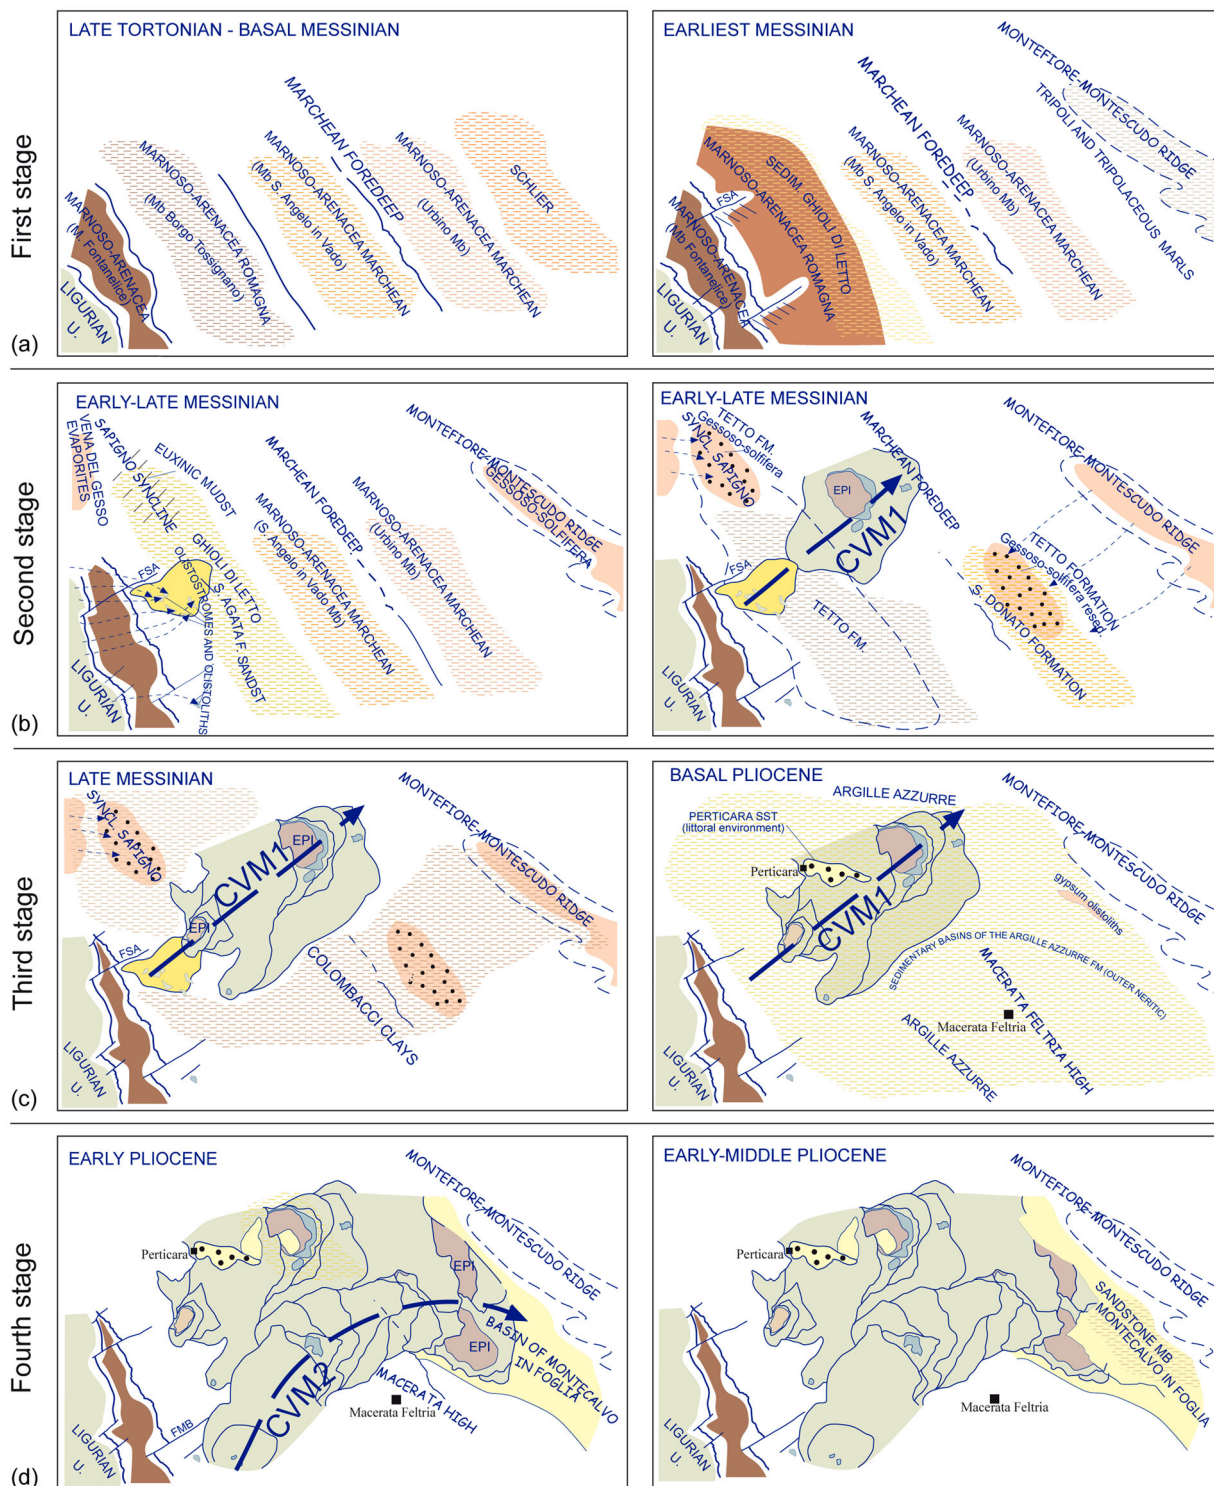 First stage
(a)
LATE TORTONIAN - BASAL MESSINIAN
MARNOSO-ARENACEA
(M. Fontanelice)
LIGURIAN
U.
MARNOSO-ARENACEA ROMAGNA
(Mb Borgo Tossignano)
MARNOSO-ARENACEA MARCHEAN
(Mb S. Angelo in Vado)
MARCHEAN FOREDEEP
MARNOSO-ARENACEA MARCHEAN
(Urbino Mb)
SCHLIER
EARLIEST MESSINIAN
MARNOSO-ARENACEA
(Mb Fontanelice)
LIGURIAN
U.
FSA
MARNOSO-ARENACEA ROMAGNA
SEDIM. GHIOLI DI LETTO
MARNOSO-ARENACEA MARCHEAN
(Mb S. Angelo in Vado)
MARCHEAN FOREDEEP
MARNOSO-ARENACEA MARCHEAN
(Urbino Mb)
MONTEFIORE-MONTESCUDO RIDGE
TRIPOLI AND TRIPOLACEOUS MARLS
Second stage
(b)
EARLY-LATE MESSINIAN
VENA DEL GESSO
EVAPORITES
SAPIGNO SYNCLINE
EUXINIC MUDST
FSA
LIGURIAN
U.
OLISTOSTROMES AND OLISTOLITHS
GHIOLI DI LETTO
S. AGATA F. SANDST
MARNOSO-ARENACEA MARCHEAN
(S. Angelo in Vado Mb)
MARCHEAN FOREDEEP
MARNOSO-ARENACEA MARCHEAN
(Urbino Mb)
MONTEFIORE-MONTESCUDO RIDGE
GESSOSO-SOLFIFERA
EARLY-LATE MESSINIAN
TETTO FM.
Gessoso-solfifera
SYNCL. SAPIGNO
EPI
CVM1
MARCHEAN FOREDEEP
FSA
LIGURIAN
U.
TETTO FM.
MONTEFIORE-MONTESCUDO RIDGE
TETTO FORMATION
Gessoso-solfifera resed.
S. DONATO FORMATION
Third stage
(c)
LATE MESSINIAN
SYNCL. SAPIGNO
EPI
CVM1
EPI
FSA
LIGURIAN
U.
COLOMBACCI CLAYS
MONTEFIORE-MONTESCUDO RIDGE
BASAL PLIOCENE
ARGILLE AZZURRE
PERTICARA SST
(littoral environment)
Perticara
CVM1
MONTEFIORE-MONTESCUDO RIDGE
gypsum olistoliths
SEDIMENTARY BASINS OF THE ARGILLE AZZURRE FM (OUTER NERITIC)
MACERATA FELTRIA HIGH
Macerata Feltria
ARGILLE AZZURRE
LIGURIAN
U.
Fourth stage
(d)
EARLY PLIOCENE
MONTEFIORE-MONTESCUDO RIDGE
Perticara
EPI
EPI
BASIN OF MONTECALVO
IN FOGLIA
CVM2
MACERATA HIGH
Macerata Feltria
FMB
LIGURIAN
U.
EARLY-MIDDLE PLIOCENE
MONTEFIORE-MONTESCUDO RIDGE
Perticara
SANDSTONE MB
MONTECALVO IN FOGLIA
Macerata Feltria
LIGURIAN
U.